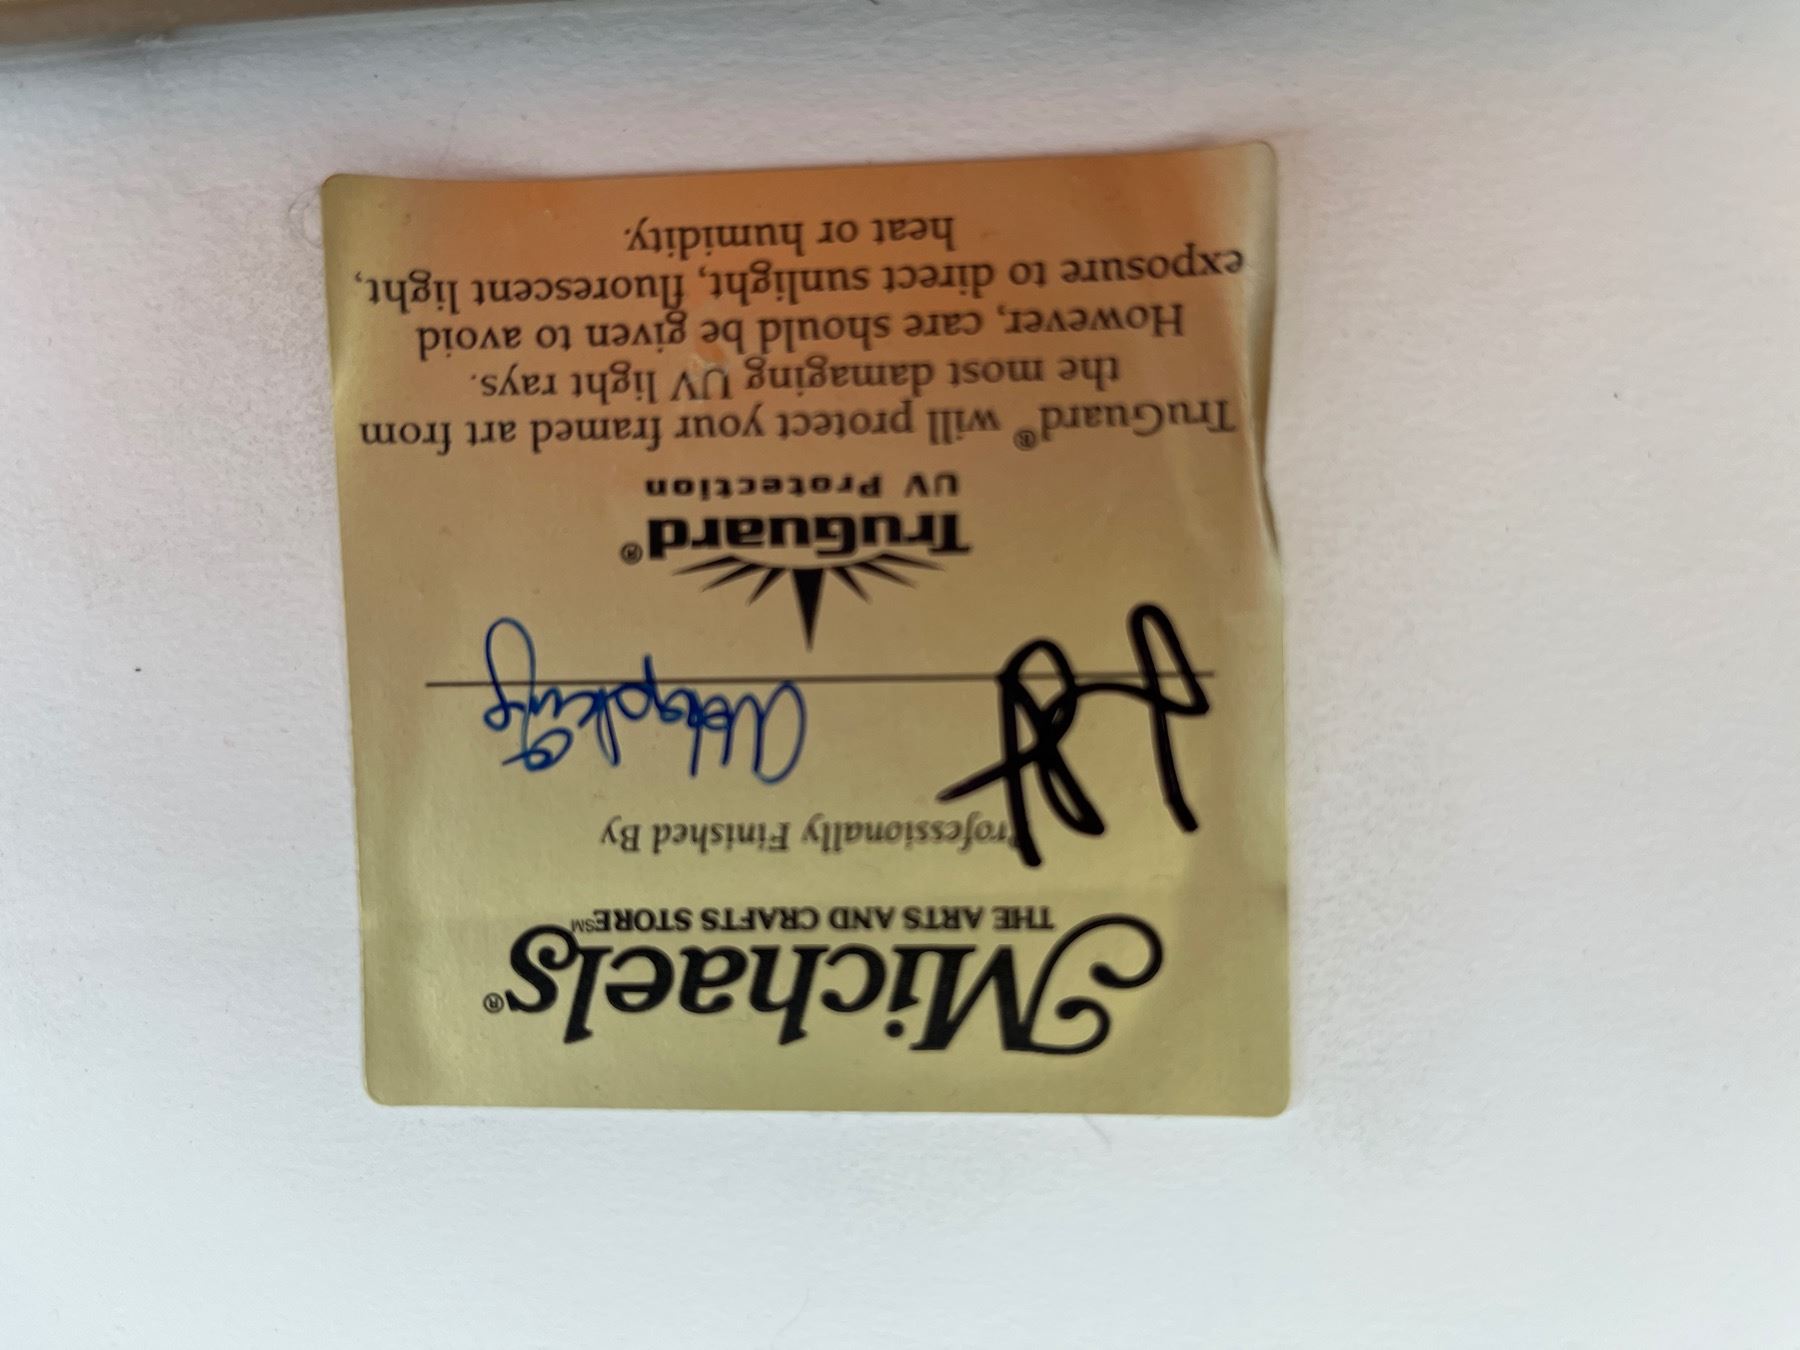 Michaels®
THE ARTS AND CRAFTS STORE℠
Professionally Finished By
TruGuard®
UV Protection
TruGuard® will protect your framed art from
the most damaging UV light rays.
However, care should be given to avoid
exposure to direct sunlight, fluorescent light,
heat or humidity.